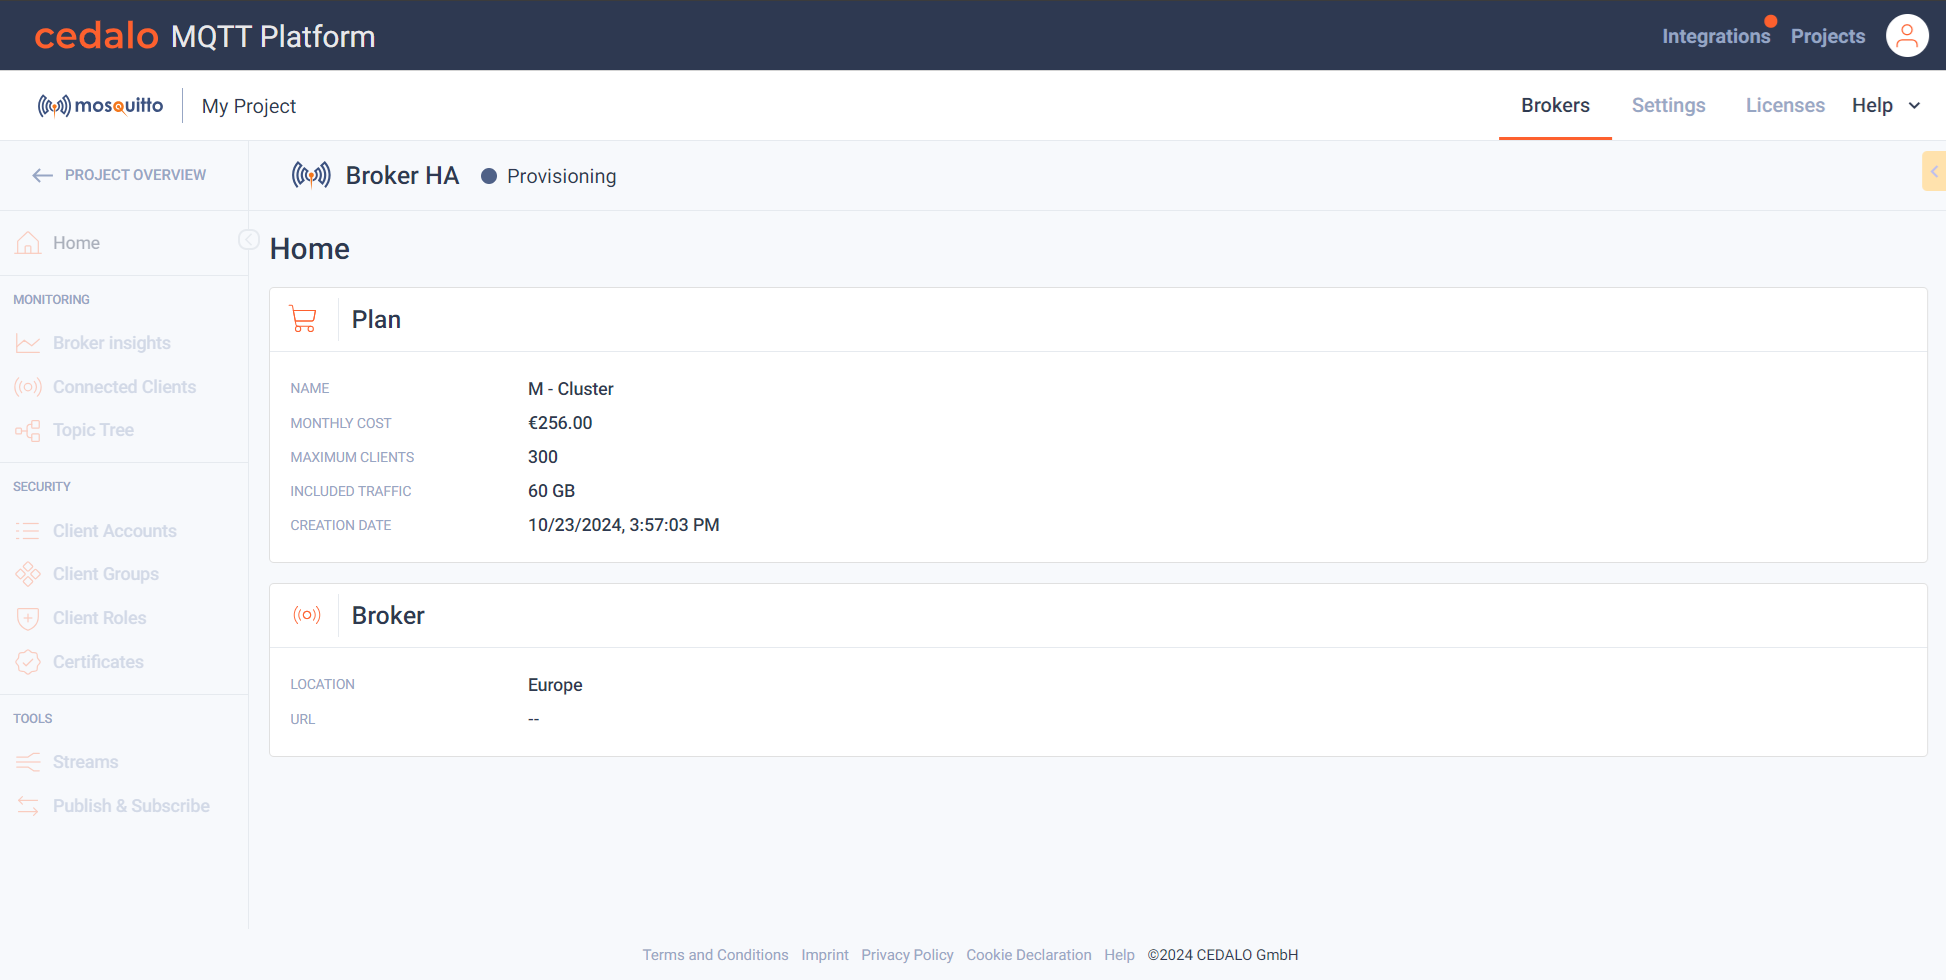 cedalo MQTT Platform
Integrations Projects
mosquitto My Project
Brokers Settings Licenses Help
PROJECT OVERVIEW
Broker HA Provisioning
Home
MONITORING
Broker insights
Connected Clients
Topic Tree
SECURITY
Client Accounts
Client Groups
Client Roles
Certificates
TOOLS
Streams
Publish & Subscribe
Home
Plan
NAME M - Cluster
MONTHLY COST €256.00
MAXIMUM CLIENTS 300
INCLUDED TRAFFIC 60 GB
CREATION DATE 10/23/2024, 3:57:03 PM
Broker
LOCATION Europe
URL --
Terms and Conditions Imprint Privacy Policy Cookie Declaration Help ©2024 CEDALO GmbH